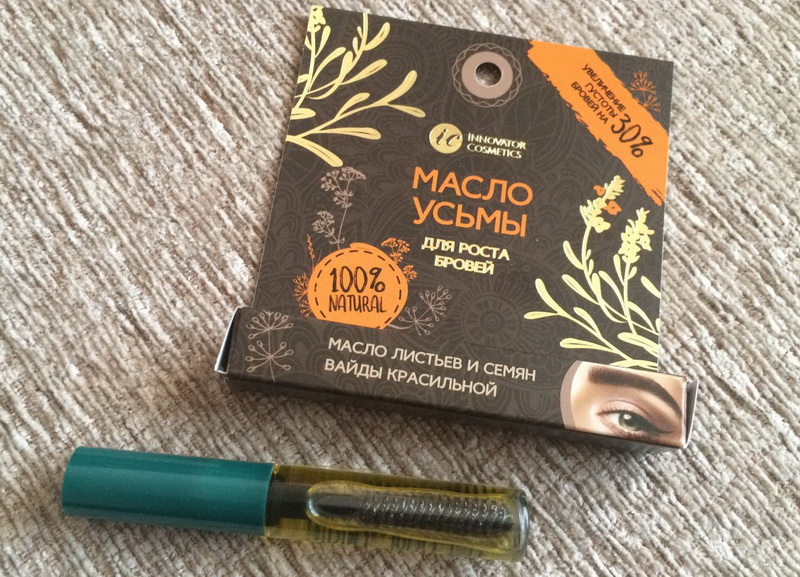 УВЕЛИЧЕНИЕ
ГУСТОТЫ
БРОВЕЙ НА 30%
ic INNOVATOR
COSMETICS
МАСЛО
УСЬМЫ
ДЛЯ РОСТА
БРОВЕЙ
100%
NATURAL
МАСЛО ЛИСТЬЕВ И СЕМЯН
ВАЙДЫ КРАСИЛЬНОЙ